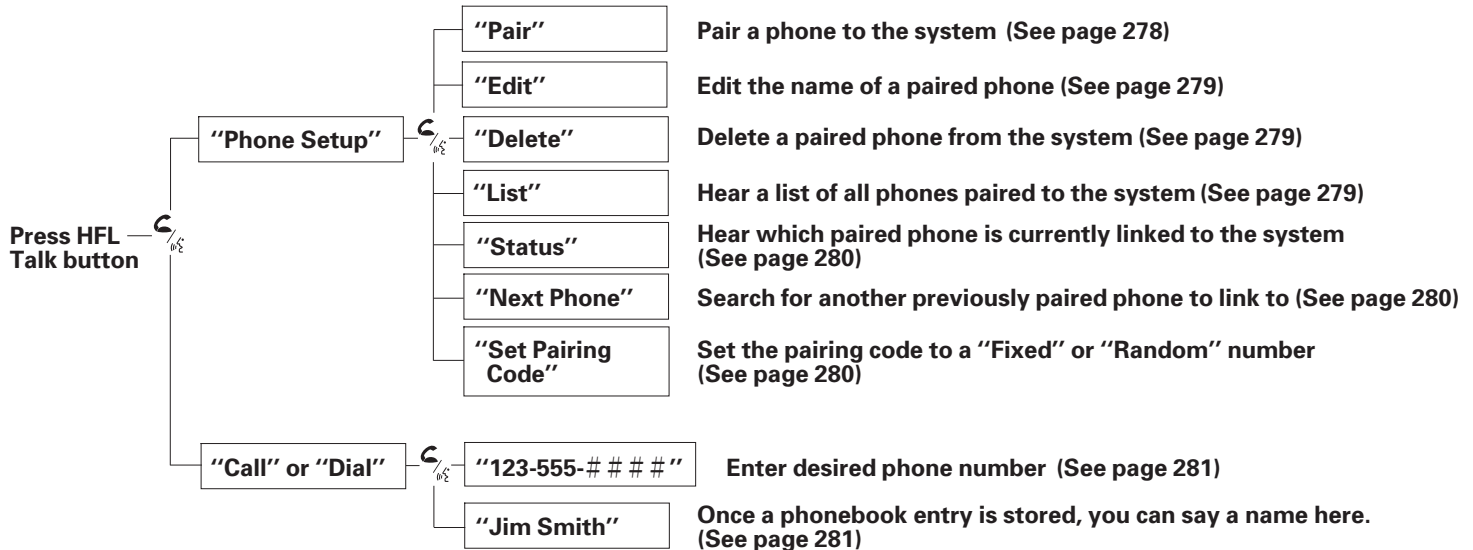 "Pair"
Pair a phone to the system (See page 278)
"Edit"
Edit the name of a paired phone (See page 279)
"Phone Setup"
"Delete"
Delete a paired phone from the system (See page 279)
"List"
Hear a list of all phones paired to the system (See page 279)
Press HFL
Talk button
"Status"
Hear which paired phone is currently linked to the system
(See page 280)
"Next Phone"
Search for another previously paired phone to link to (See page 280)
"Set Pairing
Code"
Set the pairing code to a "Fixed" or "Random" number
(See page 280)
"Call" or "Dial"
"123-555-####"
Enter desired phone number (See page 281)
"Jim Smith"
Once a phonebook entry is stored, you can say a name here.
(See page 281)